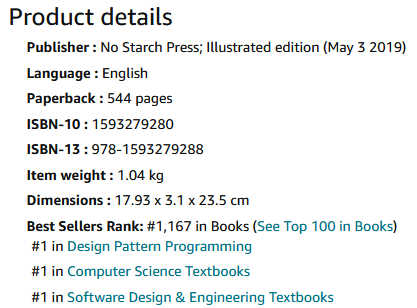 Product details
Publisher : No Starch Press; Illustrated edition (May 3 2019)
Language : English
Paperback : 544 pages
ISBN-10 : 1593279280
ISBN-13 : 978-1593279288
Item weight : 1.04 kg
Dimensions : 17.93 x 3.1 x 23.5 cm
Best Sellers Rank: #1,167 in Books (See Top 100 in Books)
#1 in Design Pattern Programming
#1 in Computer Science Textbooks
#1 in Software Design & Engineering Textbooks